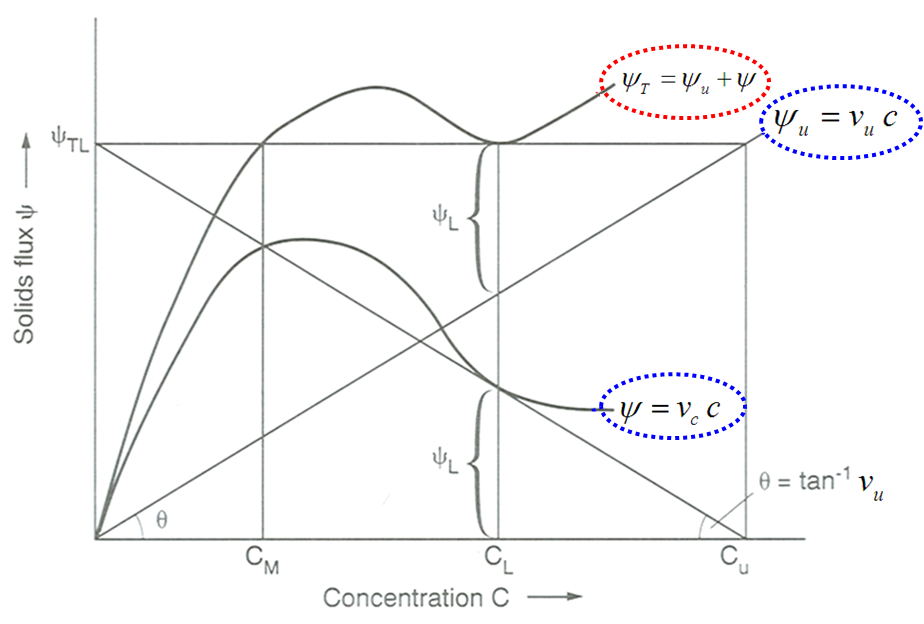 ψ_T = ψ_u + ψ
ψ_u = v_u c
ψ_TL
Solids flux ψ
ψ_L
ψ = v_c c
ψ_L
θ = tan⁻¹ v_u
θ
C_M
C_L
C_u
Concentration C